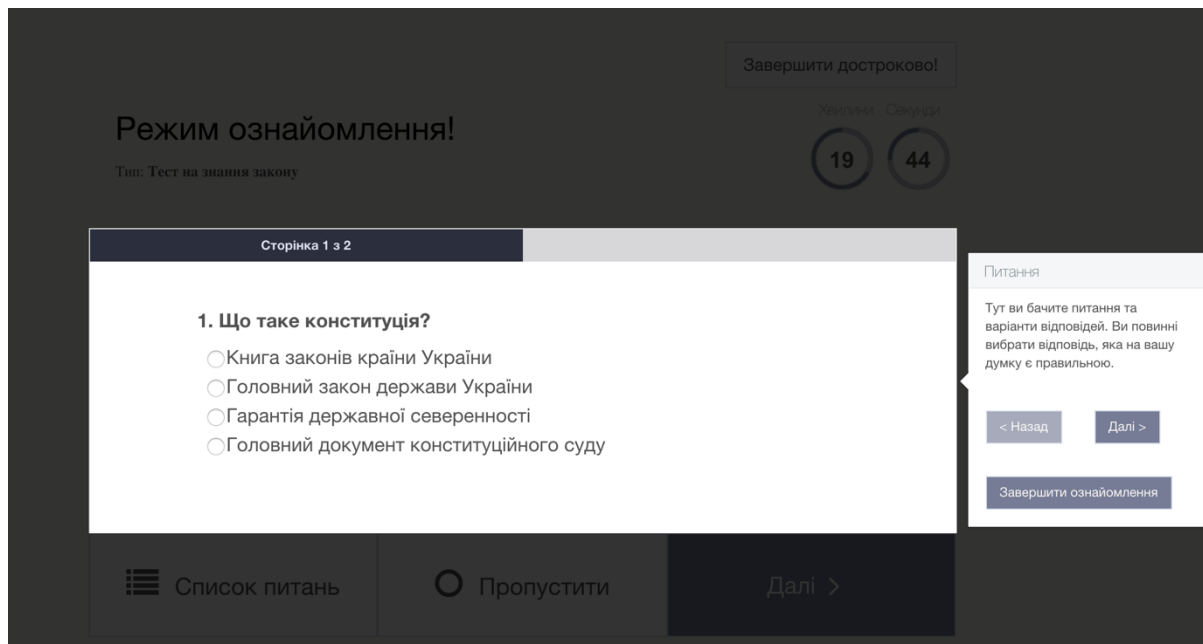 Завершити достроково!
Хвилини Секунди
Режим ознайомлення!
19 44
Тип: Тест на знання закону
Сторінка 1 з 2
1. Що таке конституція?
Книга законів країни України
Головний закон держави України
Гарантія державної северенності
Головний документ конституційного суду
Питання
Тут ви бачите питання та
варіанти відповідей. Ви повинні
вибрати відповідь, яка на вашу
думку є правильною.
< Назад Далі >
Завершити ознайомлення
Список питань Пропустити Далі >